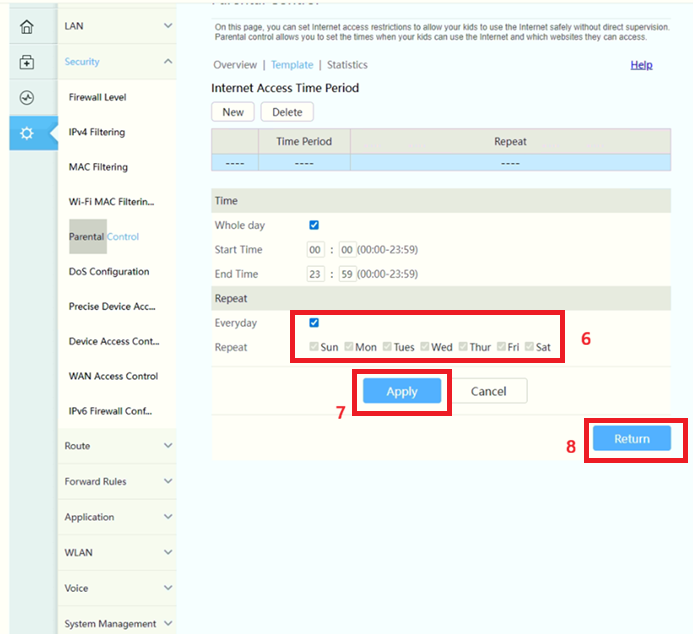 On this page, you can set Internet access restrictions to allow your kids to use the Internet safely without direct supervision.
Parental control allows you to set the times when your kids can use the Internet and which websites they can access.
Overview | Template | Statistics
Help
Internet Access Time Period
New
Delete
Time Period
Repeat
----
----
----
Time
Whole day
Start Time
00 : 00 (00:00-23:59)
End Time
23 : 59 (00:00-23:59)
Repeat
Everyday
Repeat
Sun Mon Tues Wed Thur Fri Sat
6
7
Apply
Cancel
8
Return
LAN
Security
Firewall Level
IPv4 Filtering
MAC Filtering
Wi-Fi MAC Filterin...
Parental Control
DoS Configuration
Precise Device Acc...
Device Access Cont...
WAN Access Control
IPv6 Firewall Conf...
Route
Forward Rules
Application
WLAN
Voice
System Management